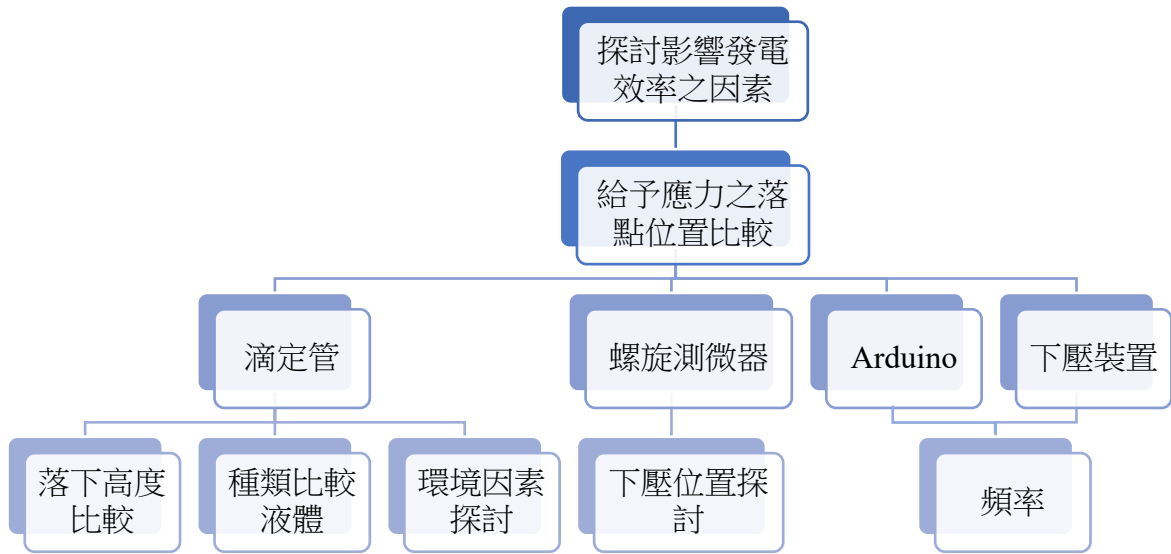 探討影響發電
效率之因素
給予應力之落
點位置比較
滴定管
螺旋測微器
Arduino
下壓裝置
落下高度
比較
種類比較
液體
環境因素
探討
下壓位置探
討
頻率